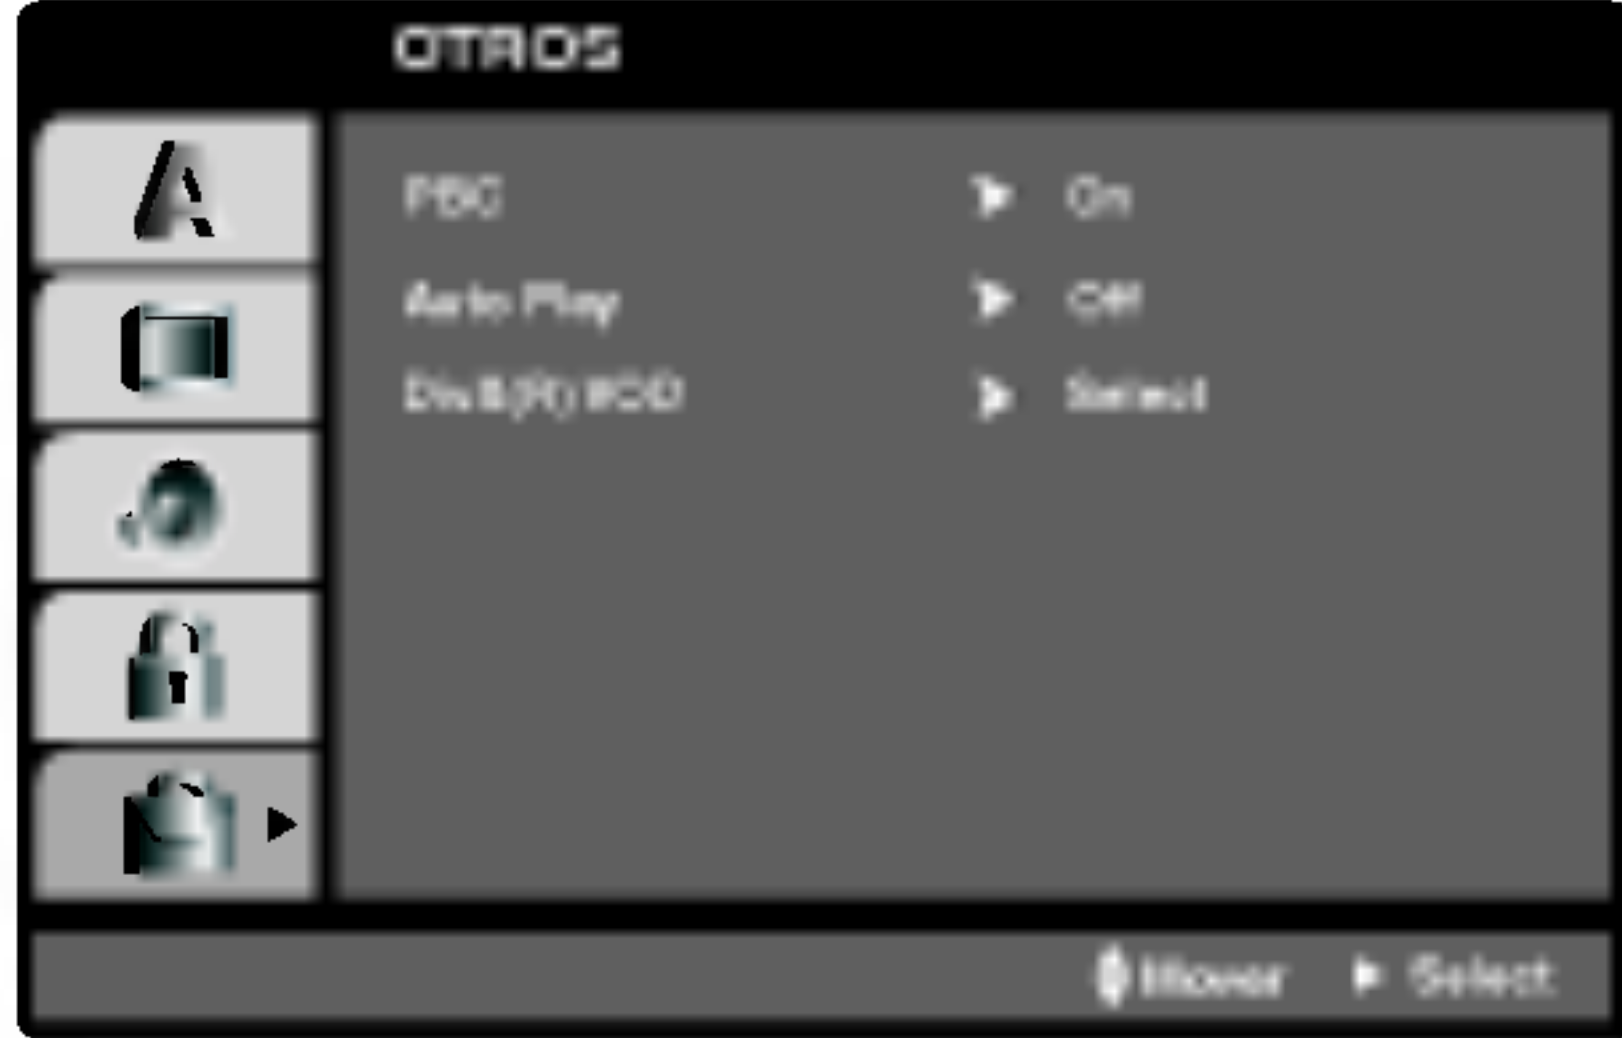 OTROS
PBC On
Auto Play Off
DivX(R) VOD Select
Mover Select